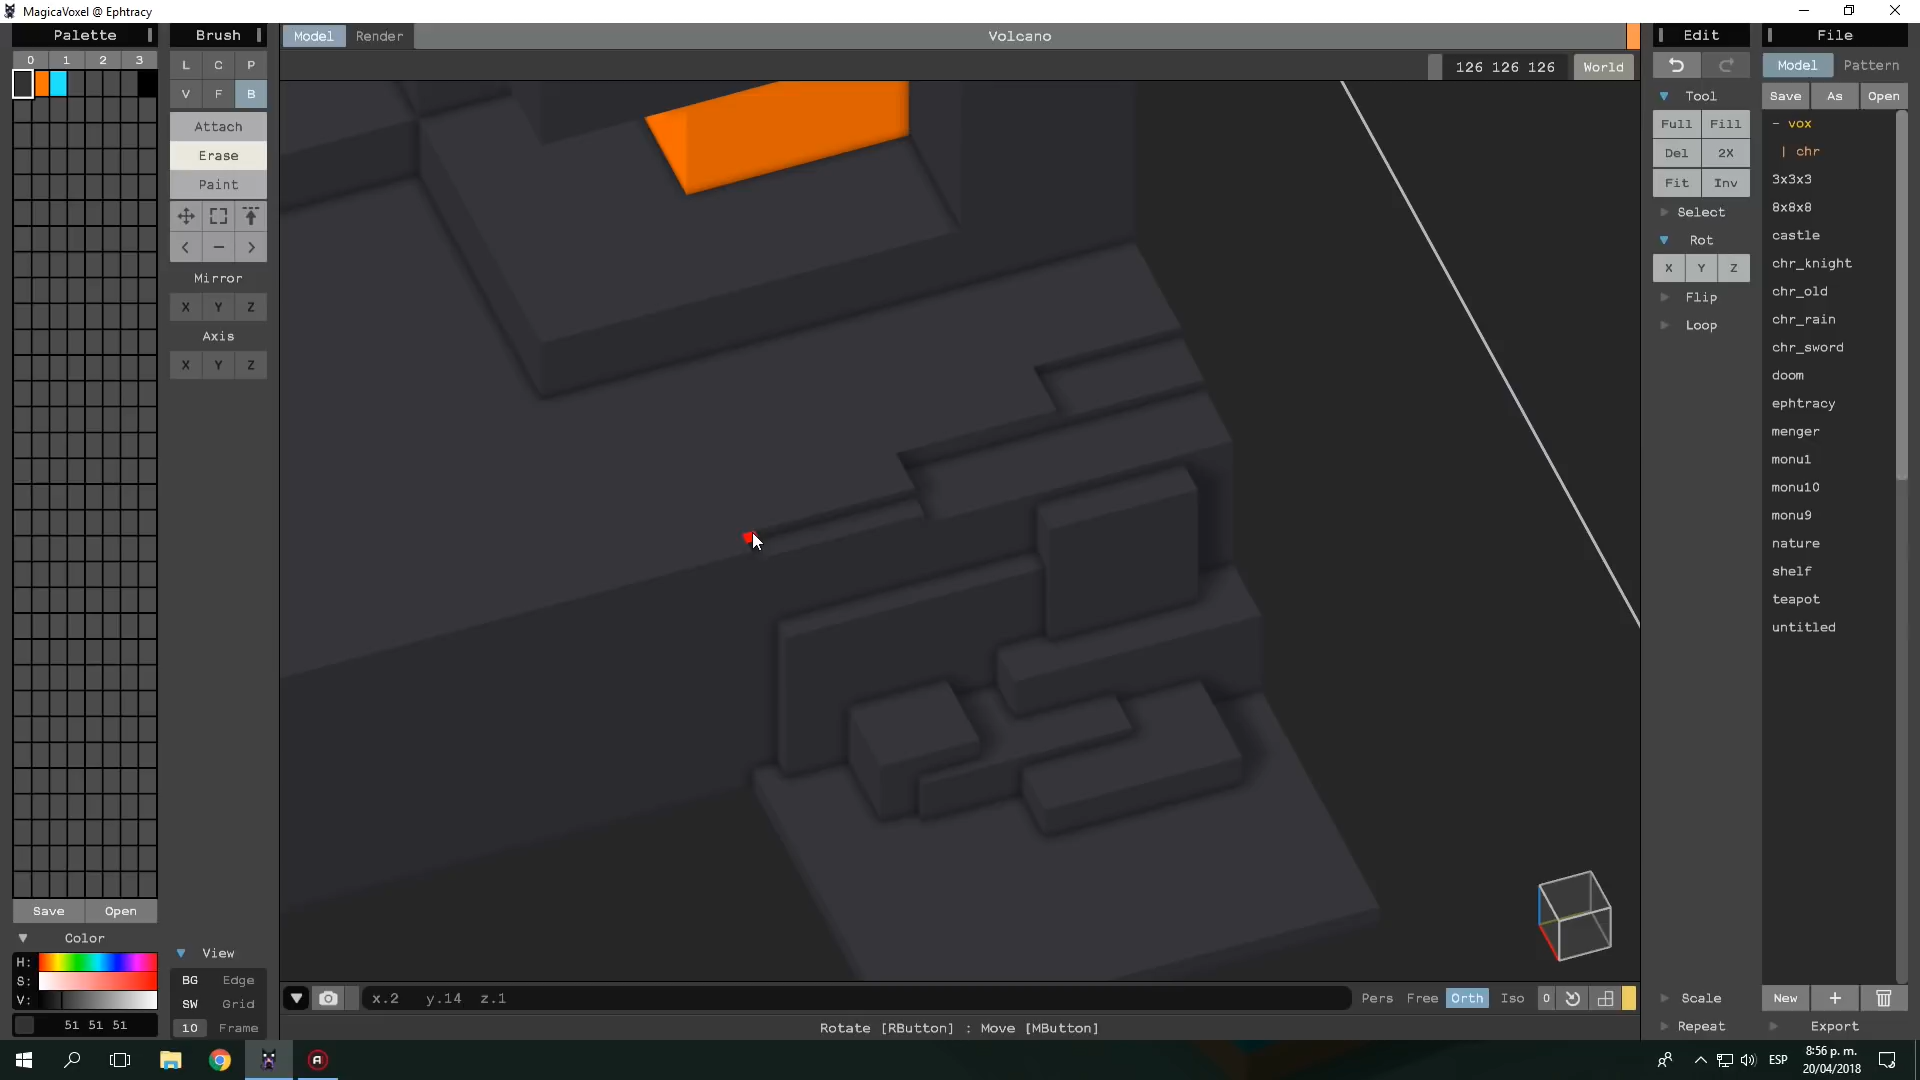 MagicaVoxel @ Ephtracy
Palette
Brush
Model
Render
Volcano
Edit
File
0 1 2 3
L C P
126 126 126
World
Model
Pattern
V F B
Tool
Save
As
Open
Attach
Full
Fill
- vox
Erase
Del
2X
| chr
Paint
Fit
Inv
3x3x3
Select
8x8x8
< - >
Rot
castle
Mirror
X Y Z
chr_knight
X Y Z
Flip
chr_old
Axis
Loop
chr_rain
X Y Z
chr_sword
doom
ephtracy
menger
monu1
monu10
monu9
nature
shelf
teapot
untitled
Save
Open
Color
View
H:
S:
V:
BG
Edge
SW
Grid
51 51 51
10
Frame
x.2 y.14 z.1
Pers
Free
Orth
Iso
0
Scale
New
+
Rotate [RButton] : Move [MButton]
Repeat
Export
ESP
8:56 p. m.
20/04/2018